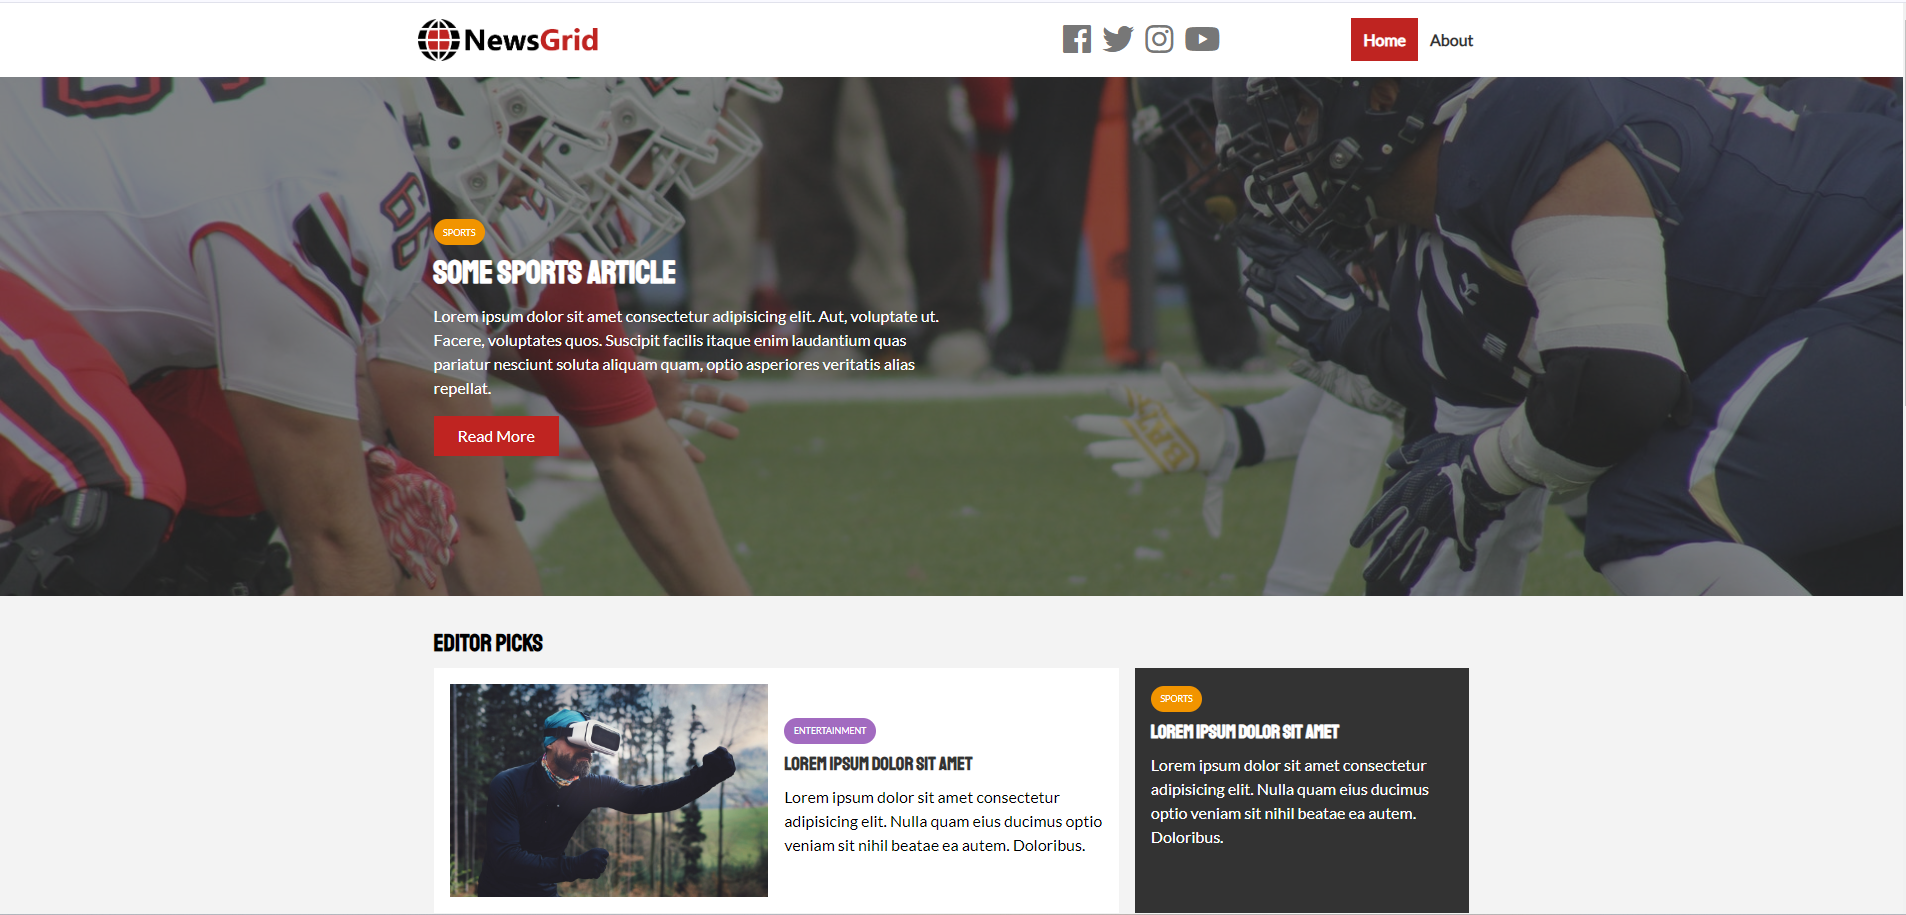 NewsGrid
Home
About
SPORTS
SOME SPORTS ARTICLE
Lorem ipsum dolor sit amet consectetur adipisicing elit. Aut, voluptate ut.
Facere, voluptates quos. Suscipit facilis itaque enim laudantium quas
pariatur nesciunt soluta aliquam quam, optio asperiores veritatis alias
repellat.
Read More
EDITOR PICKS
ENTERTAINMENT
LOREM IPSUM DOLOR SIT AMET
Lorem ipsum dolor sit amet consectetur
adipisicing elit. Nulla quam eius ducimus optio
veniam sit nihil beatae ea autem. Doloribus.
SPORTS
LOREM IPSUM DOLOR SIT AMET
Lorem ipsum dolor sit amet consectetur
adipisicing elit. Nulla quam eius ducimus
optio veniam sit nihil beatae ea autem.
Doloribus.